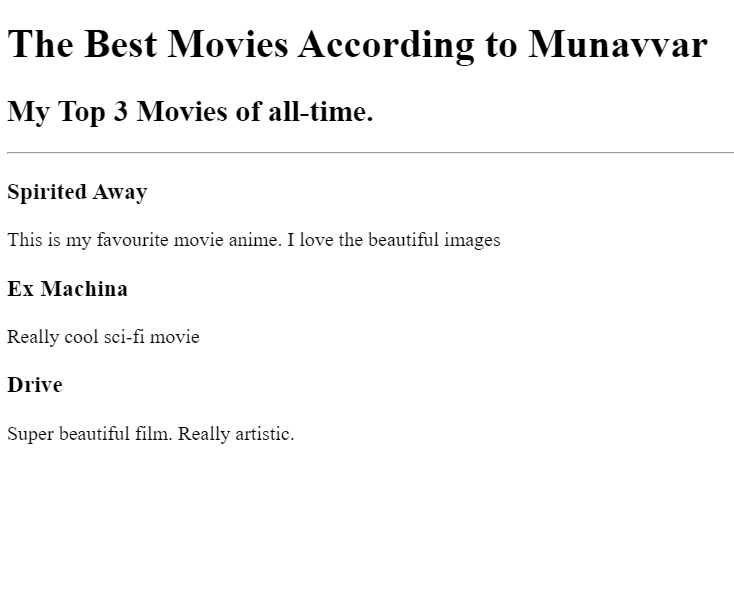 The Best Movies According to Munavvar
My Top 3 Movies of all-time.
Spirited Away
This is my favourite movie anime. I love the beautiful images
Ex Machina
Really cool sci-fi movie
Drive
Super beautiful film. Really artistic.